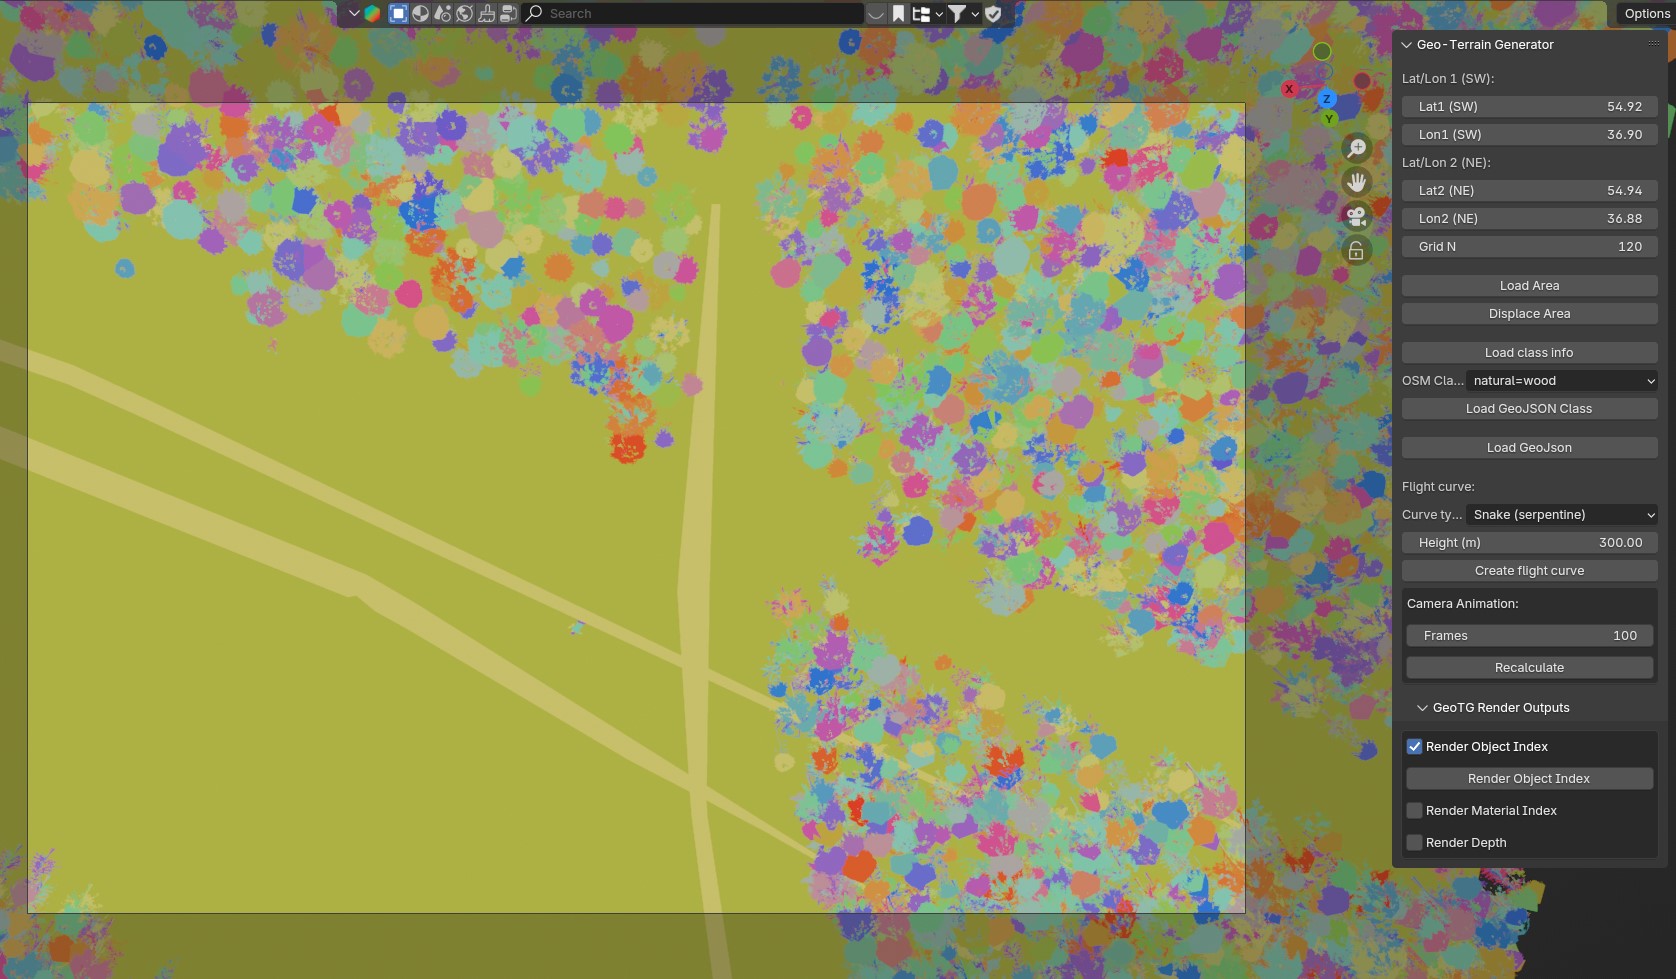 Search
Options
Geo-Terrain Generator
Lat/Lon 1 (SW):
Lat1 (SW) 54.92
Lon1 (SW) 36.90
Lat/Lon 2 (NE):
Lat2 (NE) 54.94
Lon2 (NE) 36.88
Grid N 120
Load Area
Displace Area
Load class info
OSM Cla... natural=wood
Load GeoJSON Class
Load GeoJson
Flight curve:
Curve ty... Snake (serpentine)
Height (m) 300.00
Create flight curve
Camera Animation:
Frames 100
Recalculate
GeoTG Render Outputs
Render Object Index
Render Object Index
Render Material Index
Render Depth
X
Z
Y